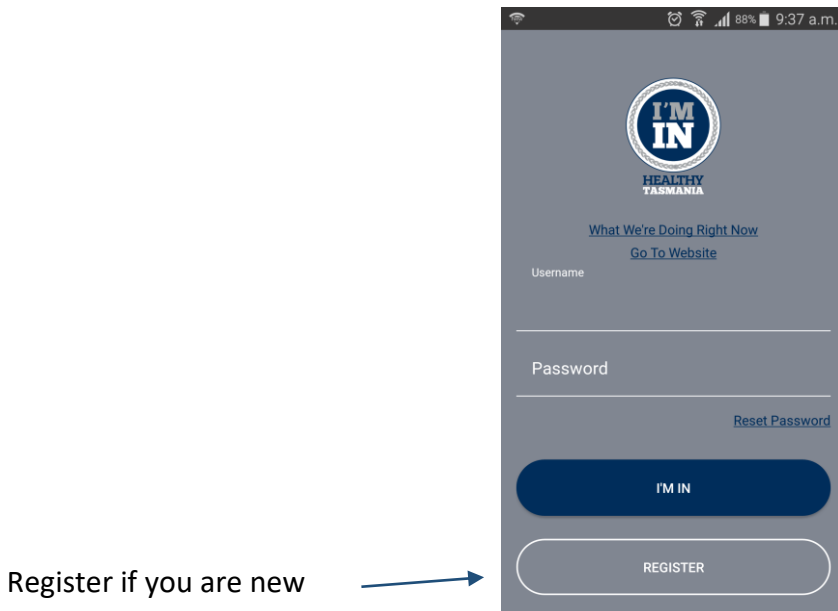 88% 9:37 a.m.
I'M
IN
HEALTHY
TASMANIA
What We're Doing Right Now
Go To Website
Username
Password
Reset Password
I'M IN
Register if you are new
REGISTER